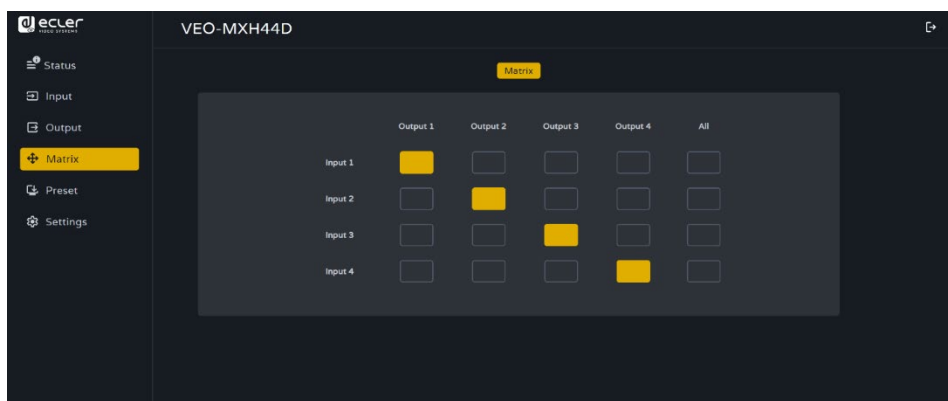 ecler
VIDEO SYSTEMS
VEO-MXH44D
Status
Input
Output
Matrix
Preset
Settings
Matrix
Output 1 Output 2 Output 3 Output 4 All
Input 1
Input 2
Input 3
Input 4